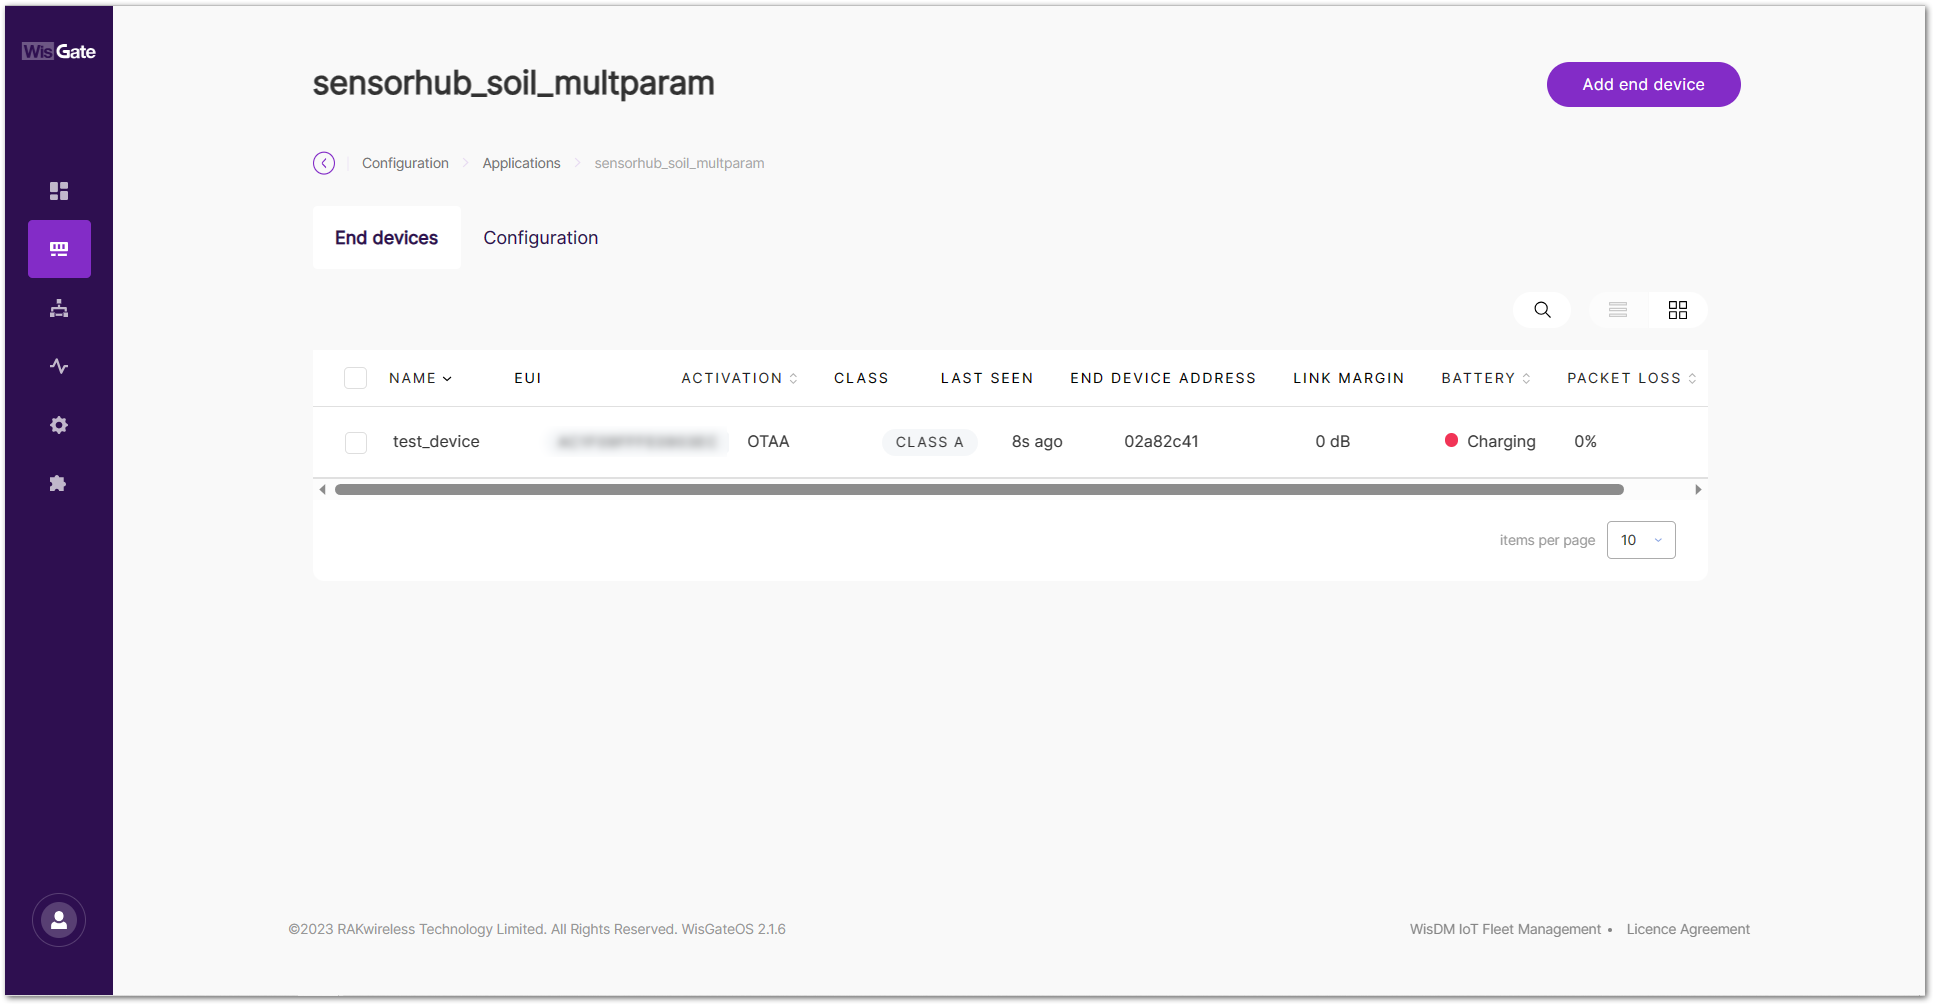 WisGate
sensorhub_soil_multparam
Add end device
Configuration Applications sensorhub_soil_multparam
End devices Configuration
NAME EUI ACTIVATION CLASS LAST SEEN END DEVICE ADDRESS LINK MARGIN BATTERY PACKET LOSS
test_device OTAA CLASS A 8s ago 02a82c41 0 dB Charging 0%
items per page 10
©2023 RAKwireless Technology Limited. All Rights Reserved. WisGateOS 2.1.6
WisDM IoT Fleet Management • Licence Agreement